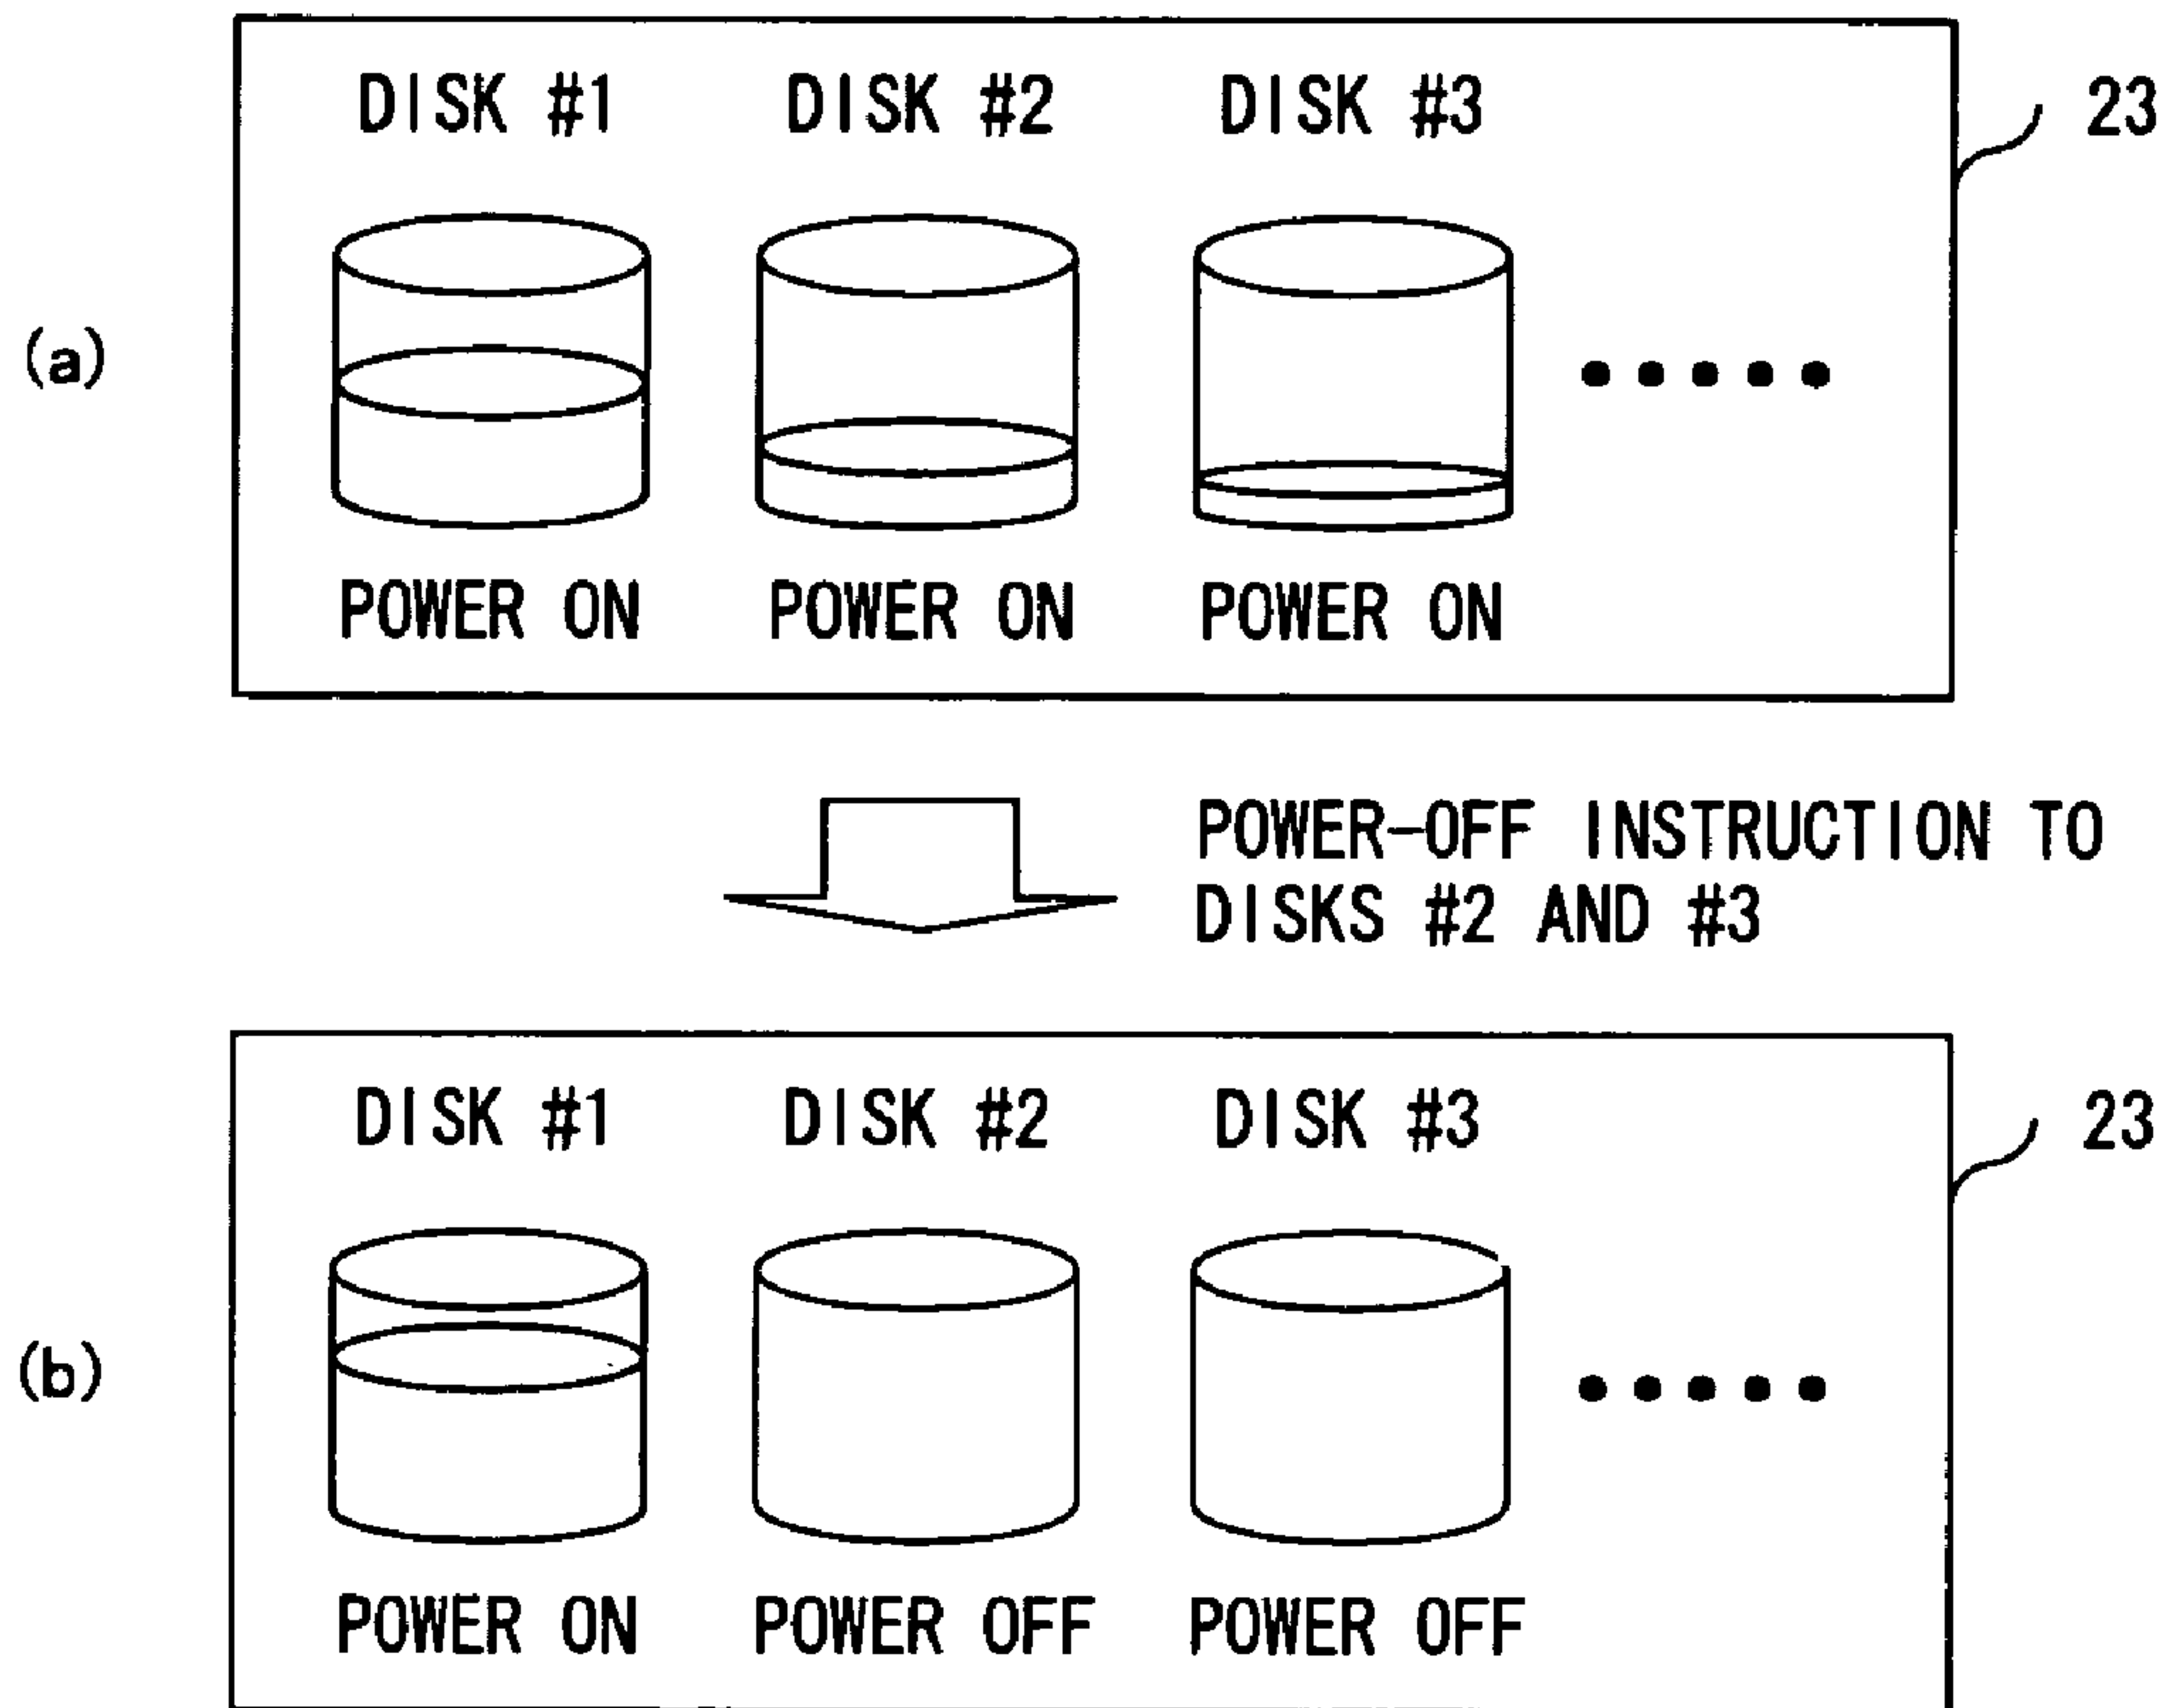 DISK #1 DISK #2 DISK #3
23
(a)
POWER ON POWER ON POWER ON
POWER-OFF INSTRUCTION TO
DISKS #2 AND #3
DISK #1 DISK #2 DISK #3
23
(b)
POWER ON POWER OFF POWER OFF